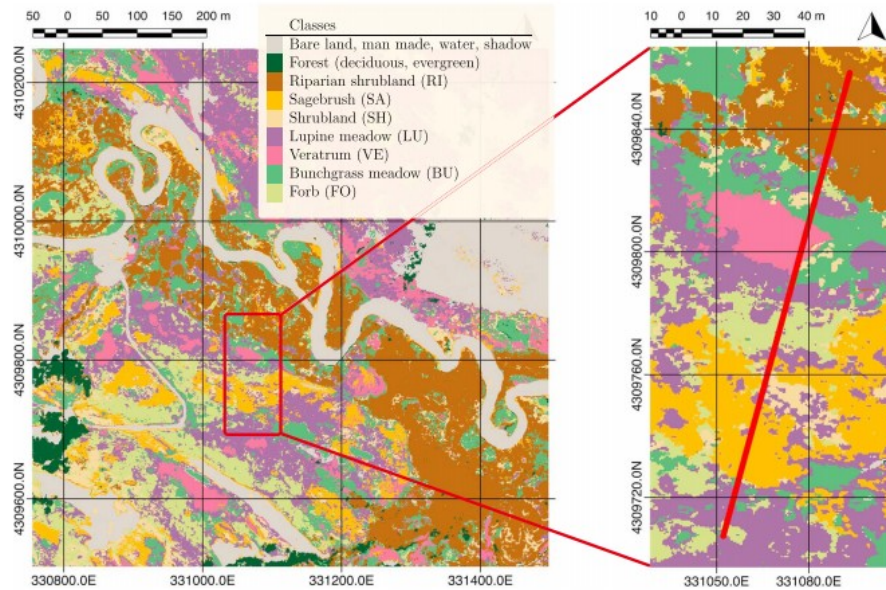 50 0 50 100 150 200 m
10 0 10 20 30 40 m
Classes
Bare land, man made, water, shadow
Forest (deciduous, evergreen)
Riparian shrubland (RI)
Sagebrush (SA)
Shrubland (SH)
Lupine meadow (LU)
Veratrum (VE)
Bunchgrass meadow (BU)
Forb (FO)
4310200.0N
4310000.0N
4309800.0N
4309600.0N
330800.0E 331000.0E 331200.0E 331400.0E
4309840.0N
4309800.0N
4309760.0N
4309720.0N
331050.0E 331080.0E